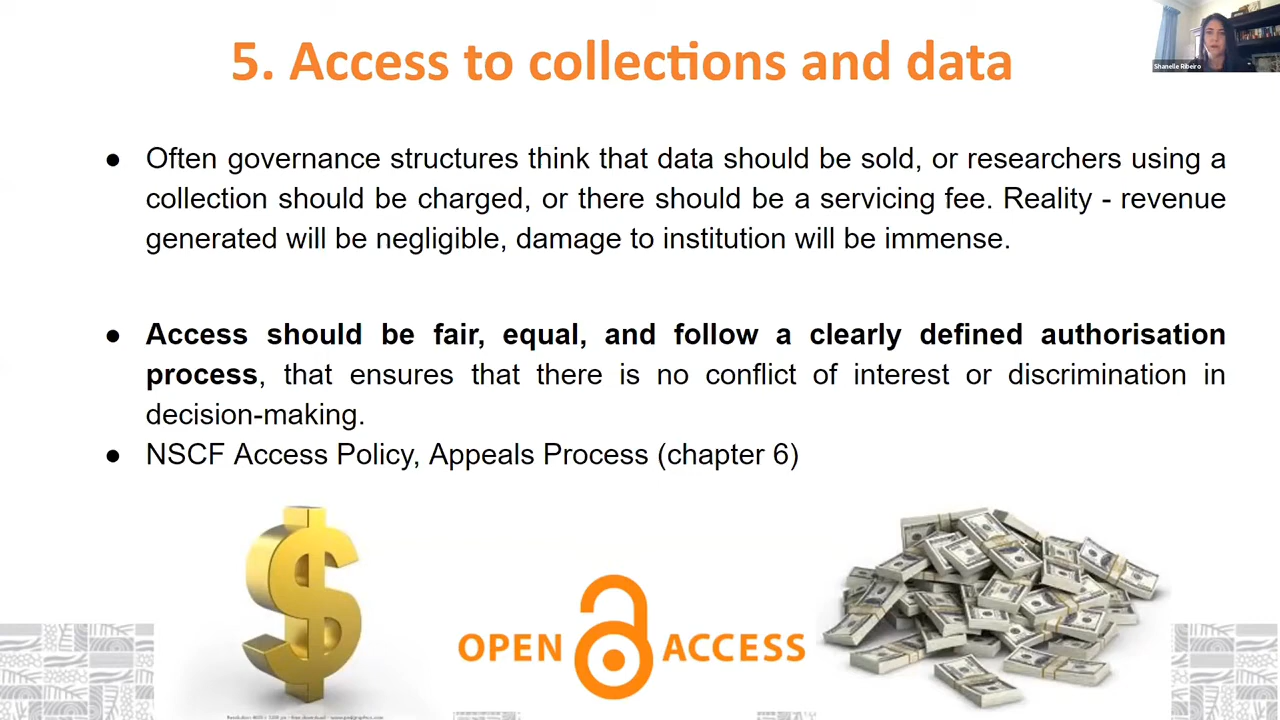 5. Access to collections and data
Shanelle Ribeiro
● Often governance structures think that data should be sold, or researchers using a
collection should be charged, or there should be a servicing fee. Reality - revenue
generated will be negligible, damage to institution will be immense.
● Access should be fair, equal, and follow a clearly defined authorisation
process, that ensures that there is no conflict of interest or discrimination in
decision-making.
● NSCF Access Policy, Appeals Process (chapter 6)
OPEN ACCESS